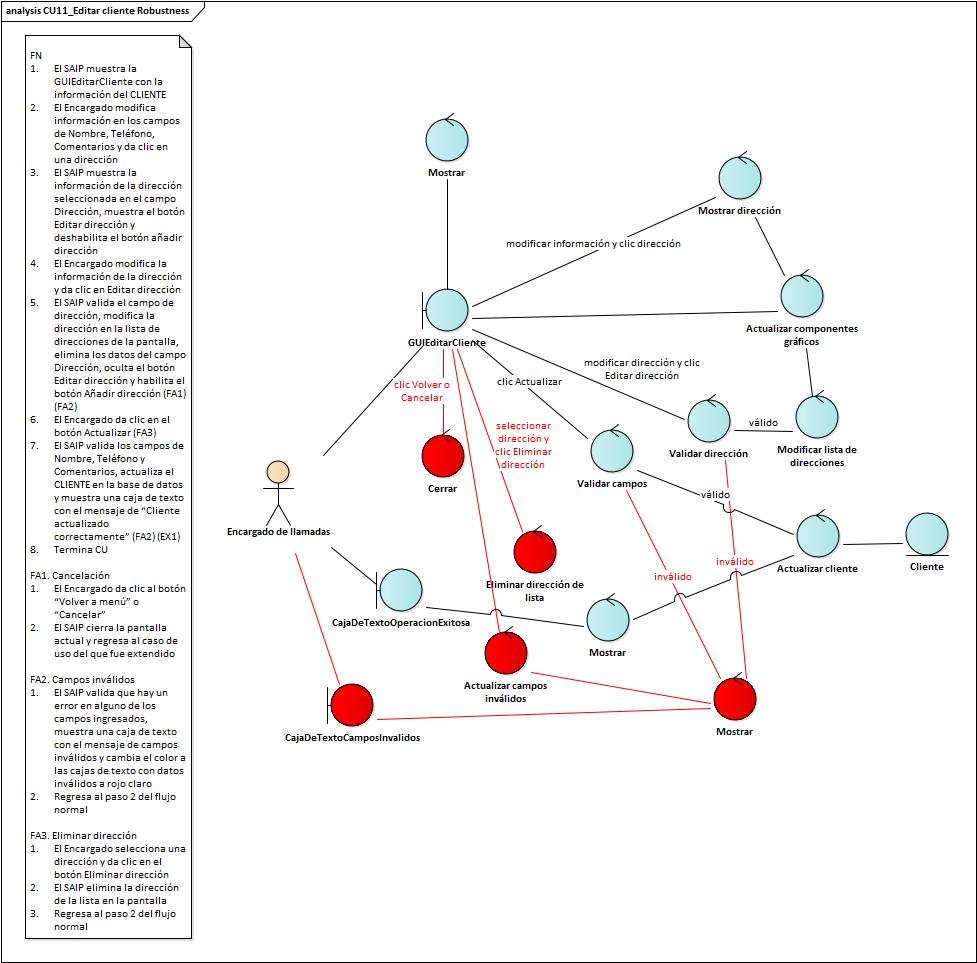 analysis CU11_Editar cliente Robustness
FN
1. El SAIP muestra la
GUIEditarCliente con la
información del CLIENTE
2. El Encargado modifica
información en los campos
de Nombre, Teléfono,
Comentarios y da clic en
una dirección
3. El SAIP muestra la
información de la dirección
seleccionada en el campo
Dirección, muestra el botón
Editar dirección y
deshabilita el botón añadir
dirección
4. El Encargado modifica la
información de la dirección
y da clic en Editar dirección
5. El SAIP valida el campo de
dirección, modifica la
dirección en la lista de
direcciones de la pantalla,
elimina los datos del campo
Dirección, oculta el botón
Editar dirección y habilita el
botón Añadir dirección (FA1)
(FA2)
6. El Encargado da clic en el
botón Actualizar (FA3)
7. El SAIP valida los campos de
Nombre, Teléfono y
Comentarios, actualiza el
CLIENTE en la base de datos
y muestra una caja de texto
con el mensaje de “Cliente
actualizado
correctamente” (FA2) (EX1)
8. Termina CU
FA1. Cancelación
1. El Encargado da clic al botón
“Volver a menú” o
“Cancelar”
2. El SAIP cierra la pantalla
actual y regresa al caso de
uso del que fue extendido
FA2. Campos inválidos
1. El SAIP valida que hay un
error en alguno de los
campos ingresados,
muestra una caja de texto
con el mensaje de campos
inválidos y cambia el color a
las cajas de texto con datos
inválidos a rojo claro
2. Regresa al paso 2 del flujo
normal
FA3. Eliminar dirección
1. El Encargado selecciona una
dirección y da clic en el
botón Eliminar dirección
2. El SAIP elimina la dirección
de la lista en la pantalla
3. Regresa al paso 2 del flujo
normal
Mostrar
Mostrar dirección
modificar información y clic dirección
Actualizar componentes
gráficos
GUIEditarCliente
modificar dirección y clic
Editar dirección
clic Actualizar
clic Volver o
Cancelar
seleccionar
dirección y
clic Eliminar
dirección
válido
Modificar lista de
direcciones
Validar dirección
Validar campos
Cerrar
válido
Encargado de llamadas
inválido
inválido
Actualizar cliente
Cliente
Eliminar dirección de
lista
CajaDeTextoOperacionExitosa
Mostrar
Actualizar campos
inválidos
Mostrar
CajaDeTextoCamposInvalidos